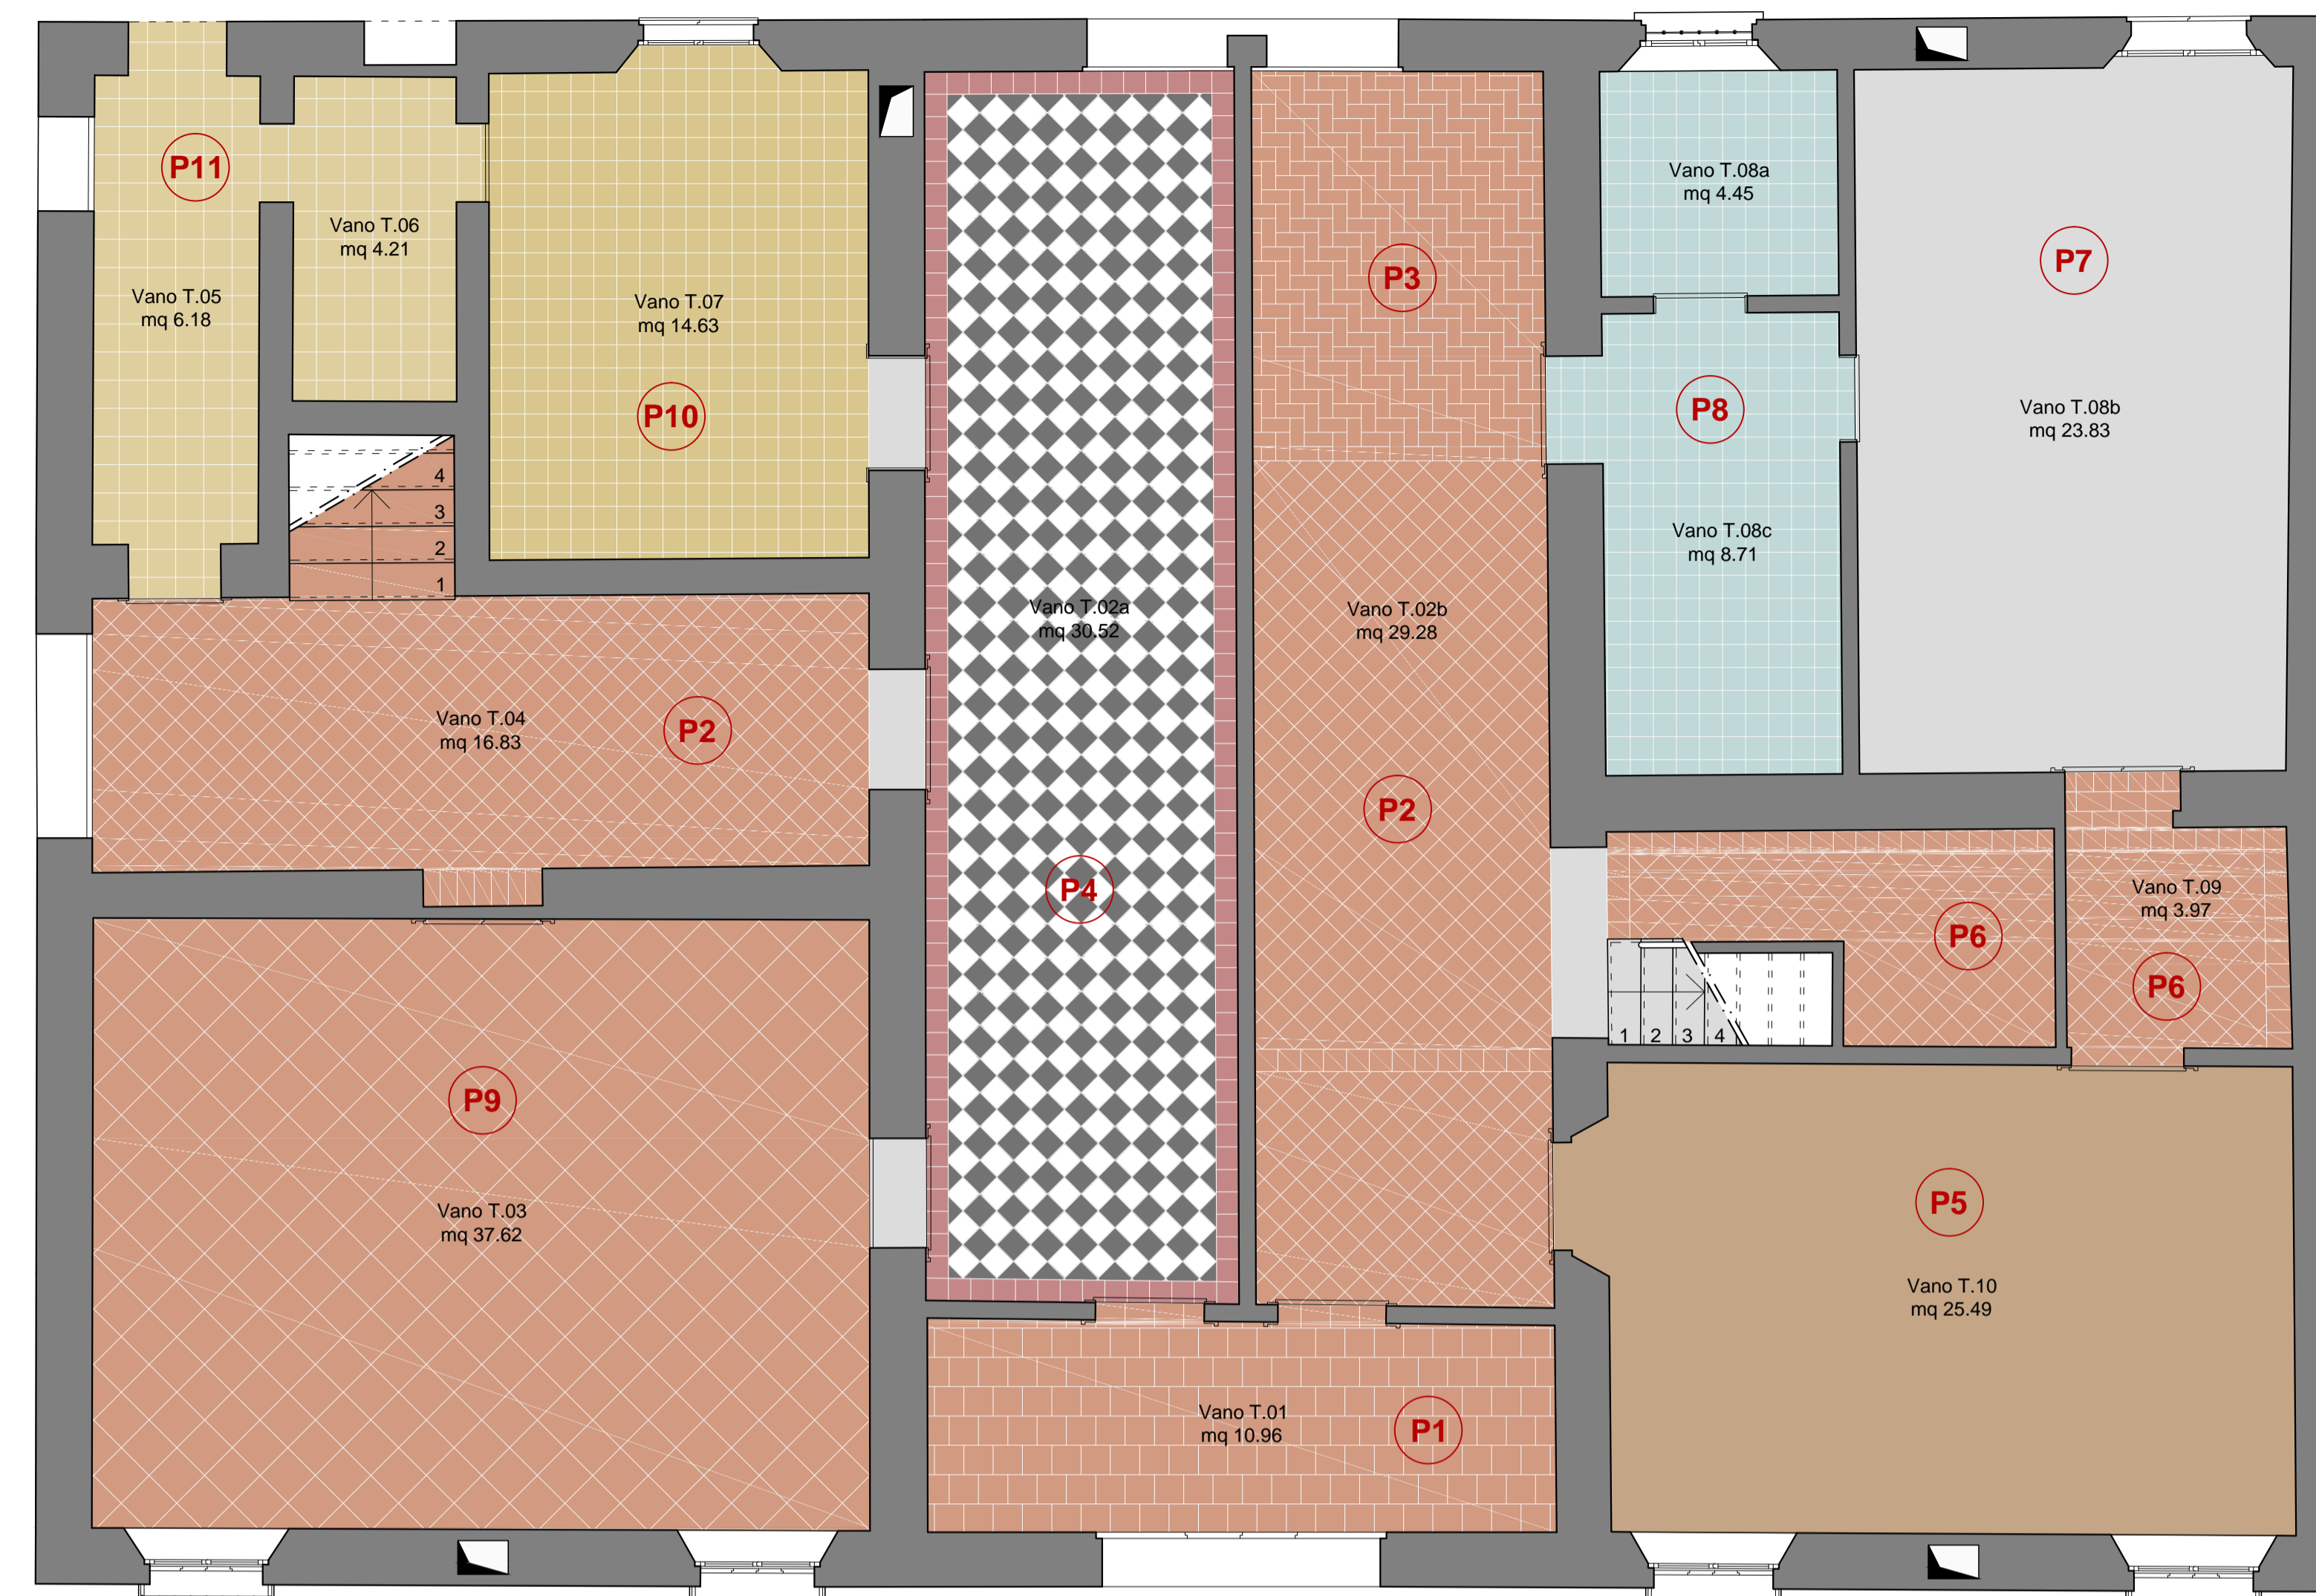 P11
Vano T.06
mq 4.21
Vano T.05
mq 6.18
Vano T.07
mq 14.63
P10
4
3
2
1
Vano T.04
mq 16.83
P2
P9
Vano T.03
mq 37.62
Vano T.02a
mq 30.52
P4
P3
Vano T.02b
mq 29.28
P2
Vano T.01
mq 10.96
P1
Vano T.08a
mq 4.45
P8
Vano T.08c
mq 8.71
P7
Vano T.08b
mq 23.83
P6
1 2 3 4
Vano T.09
mq 3.97
P6
P5
Vano T.10
mq 25.49